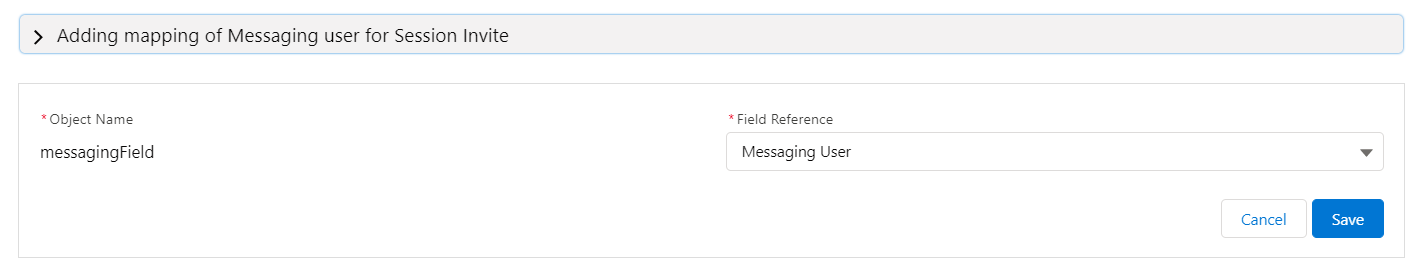 Adding mapping of Messaging user for Session Invite
* Object Name
messagingField
* Field Reference
Messaging User
Cancel
Save